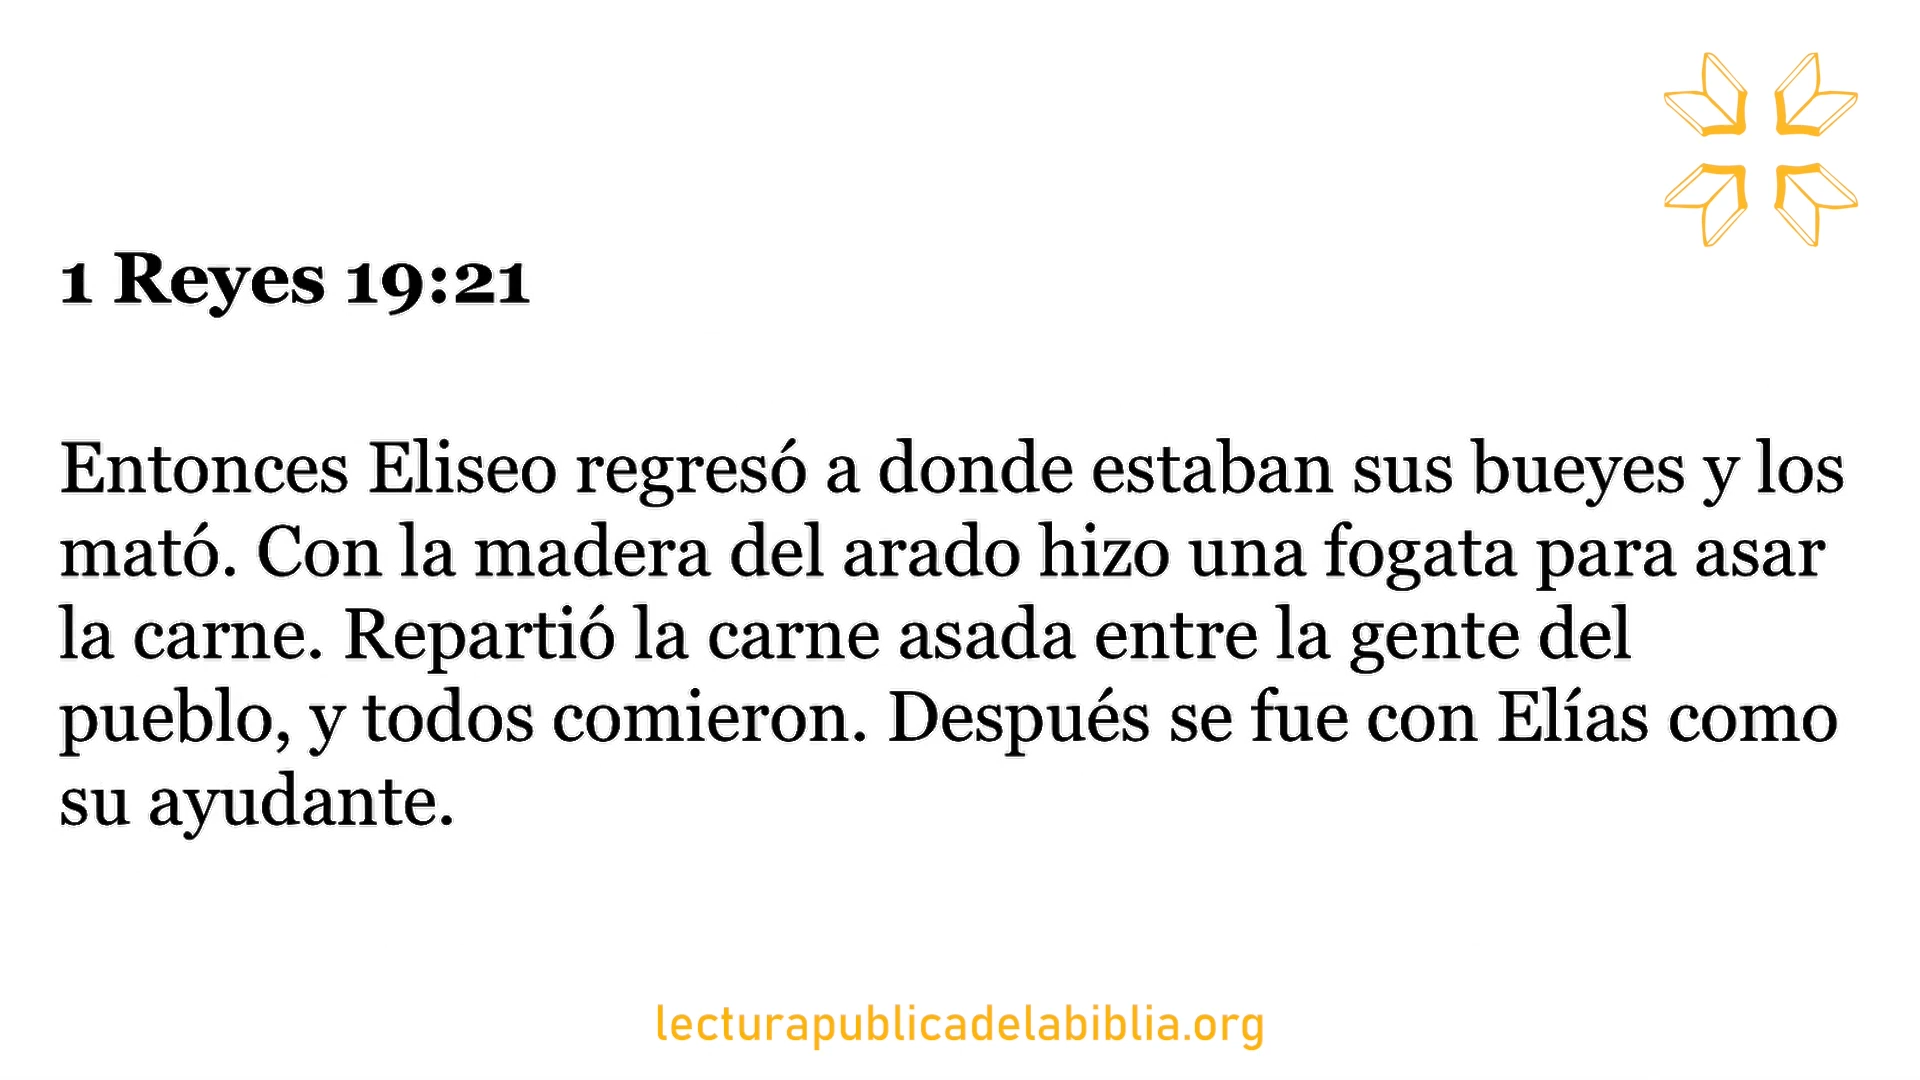 1 Reyes 19:21
Entonces Eliseo regresó a donde estaban sus bueyes y los
mató. Con la madera del arado hizo una fogata para asar
la carne. Repartió la carne asada entre la gente del
pueblo, y todos comieron. Después se fue con Elías como
su ayudante.
lecturapublicadelabiblia.org